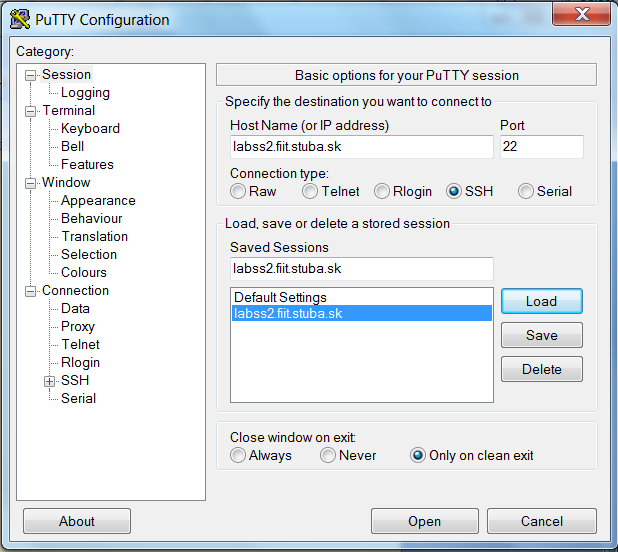 PuTTY Configuration
Category:
Session
Logging
Terminal
Keyboard
Bell
Features
Window
Appearance
Behaviour
Translation
Selection
Colours
Connection
Data
Proxy
Telnet
Rlogin
SSH
Serial
Basic options for your PuTTY session
Specify the destination you want to connect to
Host Name (or IP address) Port
labss2.fiit.stuba.sk 22
Connection type:
Raw Telnet Rlogin SSH Serial
Load, save or delete a stored session
Saved Sessions
labss2.fiit.stuba.sk
Default Settings Load
labss2.fiit.stuba.sk
Save
Delete
Close window on exit:
Always Never Only on clean exit
About Open Cancel